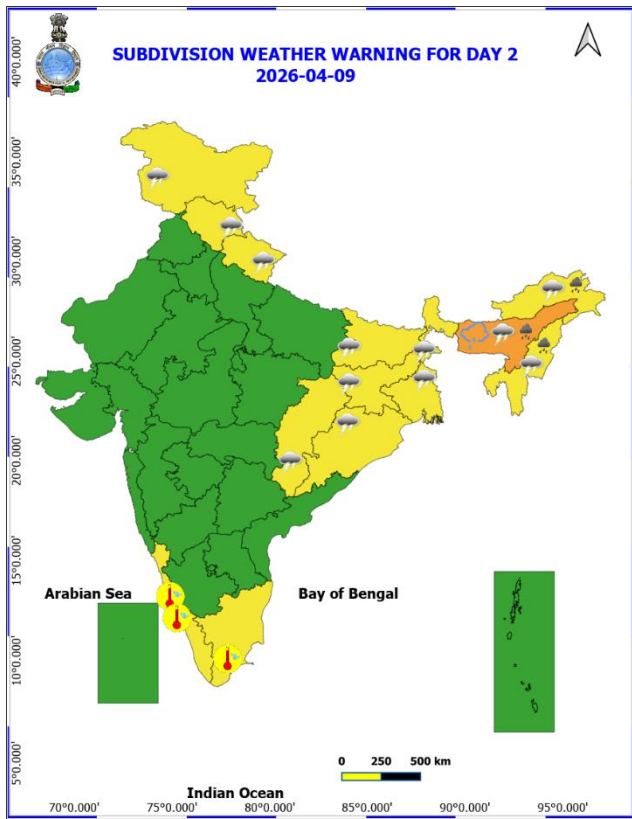 SUBDIVISION WEATHER WARNING FOR DAY 2
2026-04-09
40°0.000'
35°0.000'
30°0.000'
25°0.000'
20°0.000'
15°0.000'
10°0.000'
5°0.000'
Arabian Sea
Bay of Bengal
0 250 500 km
Indian Ocean
70°0.000' 75°0.000' 80°0.000' 85°0.000' 90°0.000' 95°0.000'